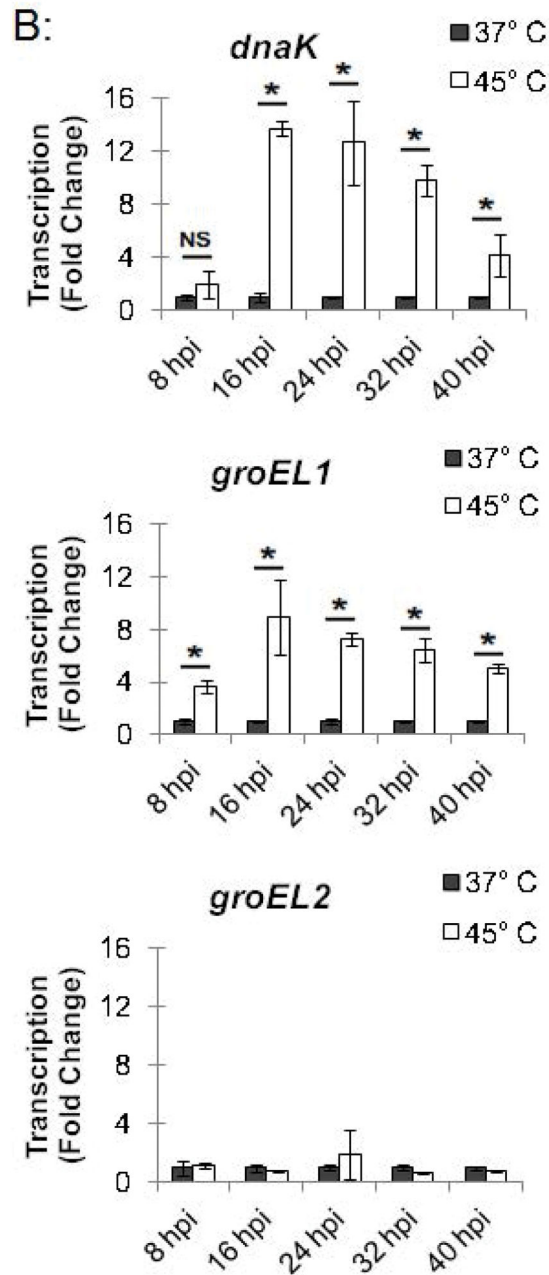 B:
dnaK
37° C
45° C
Transcription
(Fold Change)
16
12
8
4
0
NS
*
*
*
*
8 hpi
16 hpi
24 hpi
32 hpi
40 hpi
groEL1
37° C
45° C
Transcription
(Fold Change)
16
12
8
4
0
*
*
*
*
*
8 hpi
16 hpi
24 hpi
32 hpi
40 hpi
groEL2
37° C
45° C
Transcription
(Fold Change)
16
12
8
4
0
8 hpi
16 hpi
24 hpi
32 hpi
40 hpi